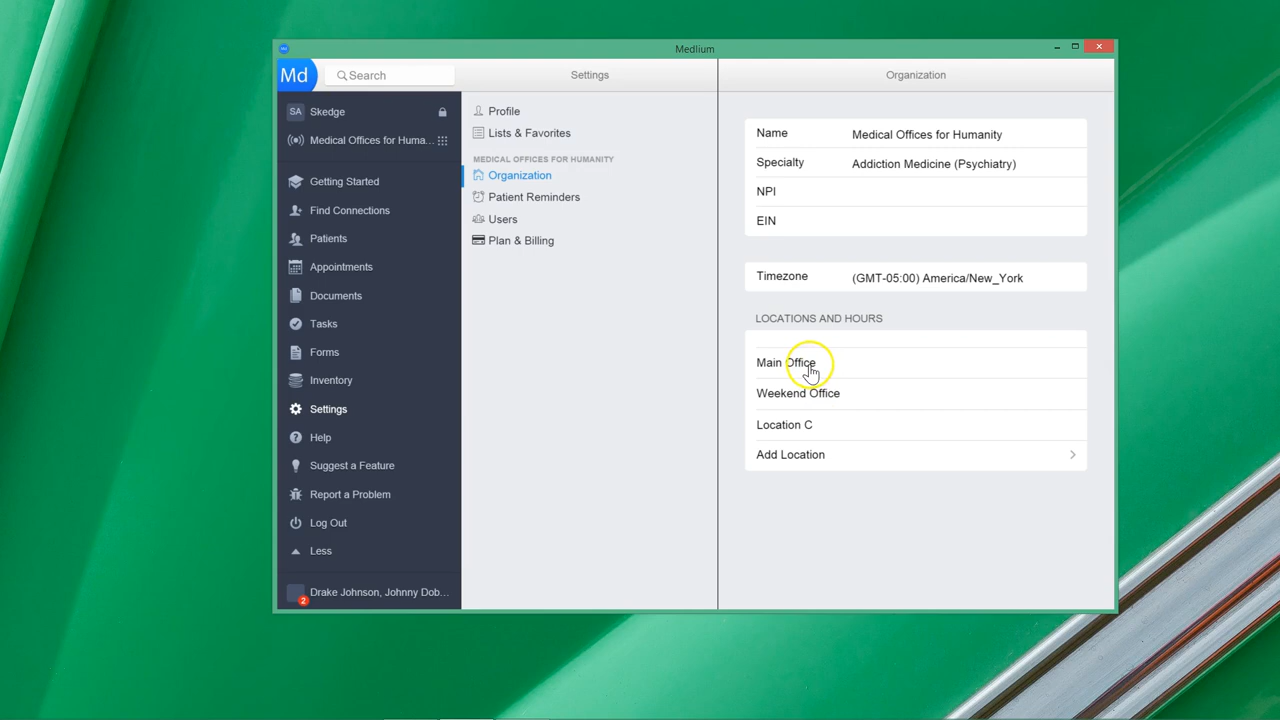 Medlium
Md
Search
Settings
Organization
SA Skedge
Medical Offices for Huma...
Getting Started
Find Connections
Patients
Appointments
Documents
Tasks
Forms
Inventory
Settings
Help
Suggest a Feature
Report a Problem
Log Out
Less
2 Drake Johnson, Johnny Dob...
Profile
Lists & Favorites
MEDICAL OFFICES FOR HUMANITY
Organization
Patient Reminders
Users
Plan & Billing
Name Medical Offices for Humanity
Specialty Addiction Medicine (Psychiatry)
NPI
EIN
Timezone (GMT-05:00) America/New_York
LOCATIONS AND HOURS
Main Office
Weekend Office
Location C
Add Location